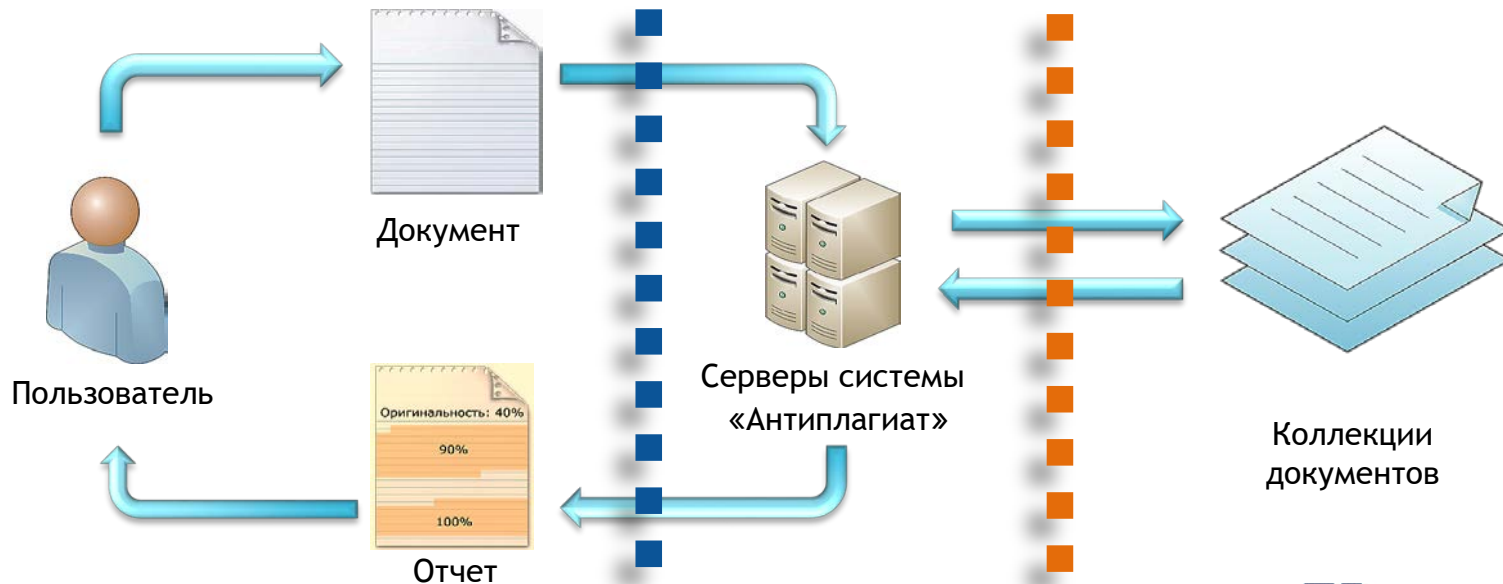 Документ
Пользователь
Оригинальность: 40%
90%
100%
Отчет
Серверы системы
«Антиплагиат»
Коллекции
документов